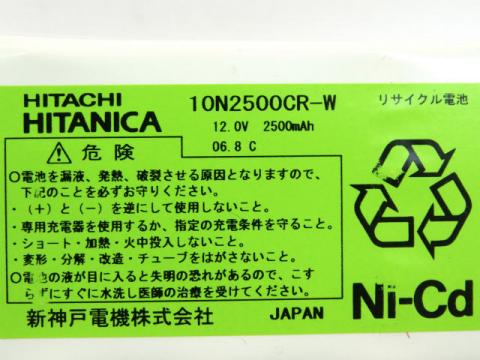 HITACHI 10N2500CR-W リサイクル電池
HITANICA 12.0V 2500mAh
06.8 C
危険
○電池を漏液、発熱、破裂させる原因となりますので、
下記のことを必ずお守りください。
・(+)と(-)を逆にして使用しないこと。
・専用充電器を使用するか、指定の充電条件を守ること。
・ショート・加熱・火中投入しないこと。
・変形・分解・改造・チューブをはがさないこと。
○電池の液が目に入ると失明の恐れがあるので、こす
らずにすぐに水洗し医師の治療を受けてください。
新神戸電機株式会社 JAPAN
Ni-Cd